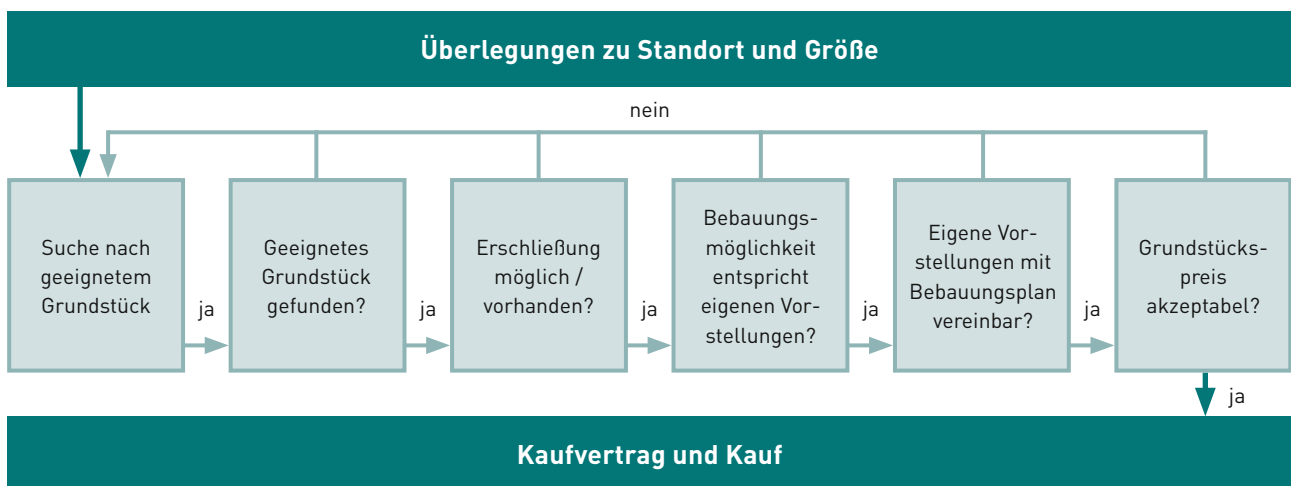 Überlegungen zu Standort und Größe
nein
Suche nach
geeignetem
Grundstück
ja
Geeignetes
Grundstück
gefunden?
ja
Erschließung
möglich /
vorhanden?
ja
Bebauungs-
möglichkeit
entspricht
eigenen Vor-
stellungen?
ja
Eigene Vor-
stellungen mit
Bebauungsplan
vereinbar?
ja
Grundstücks-
preis
akzeptabel?
ja
Kaufvertrag und Kauf